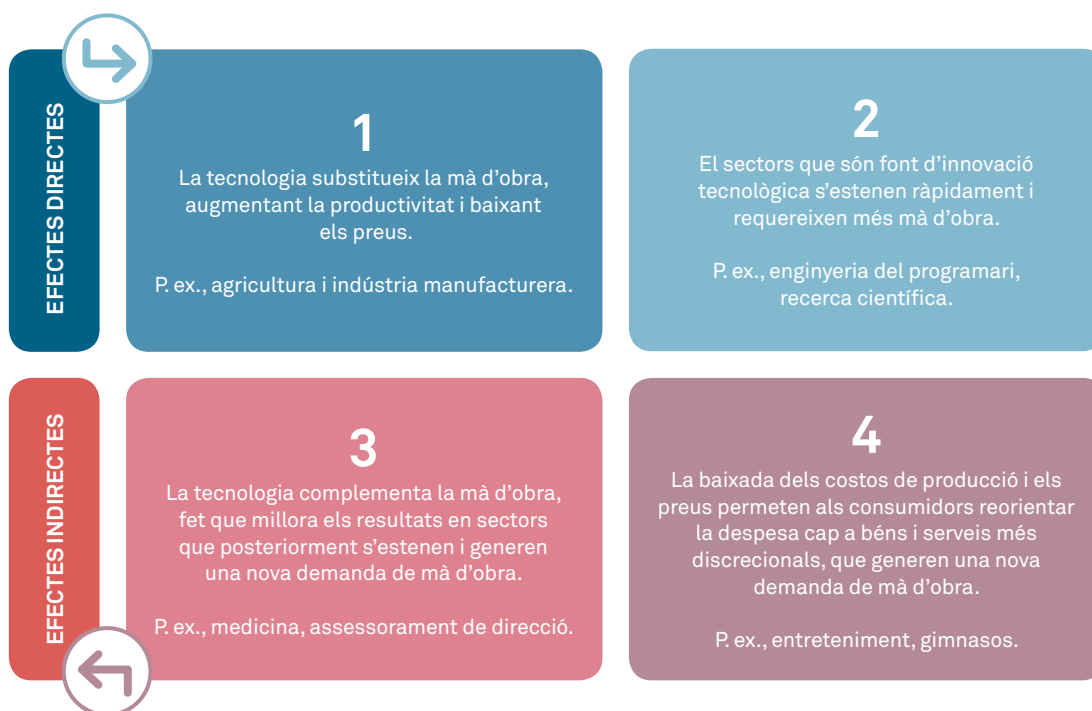 EFECTES DIRECTES
1
La tecnologia substitueix la mà d'obra,
augmentant la productivitat i baixant
els preus.
P. ex., agricultura i indústria manufacturera.
2
El sectors que són font d'innovació
tecnològica s'estenen ràpidament i
requereixen més mà d'obra.
P. ex., enginyeria del programari,
recerca científica.
EFECTES INDIRECTES
3
La tecnologia complementa la mà d'obra,
fet que millora els resultats en sectors
que posteriorment s'estenen i generen
una nova demanda de mà d'obra.
P. ex., medicina, assessorament de direcció.
4
La baixada dels costos de producció i els
preus permeten als consumidors reorientar
la despesa cap a béns i serveis més
discrecionals, que generen una nova
demanda de mà d'obra.
P. ex., entreteniment, gimnasos.